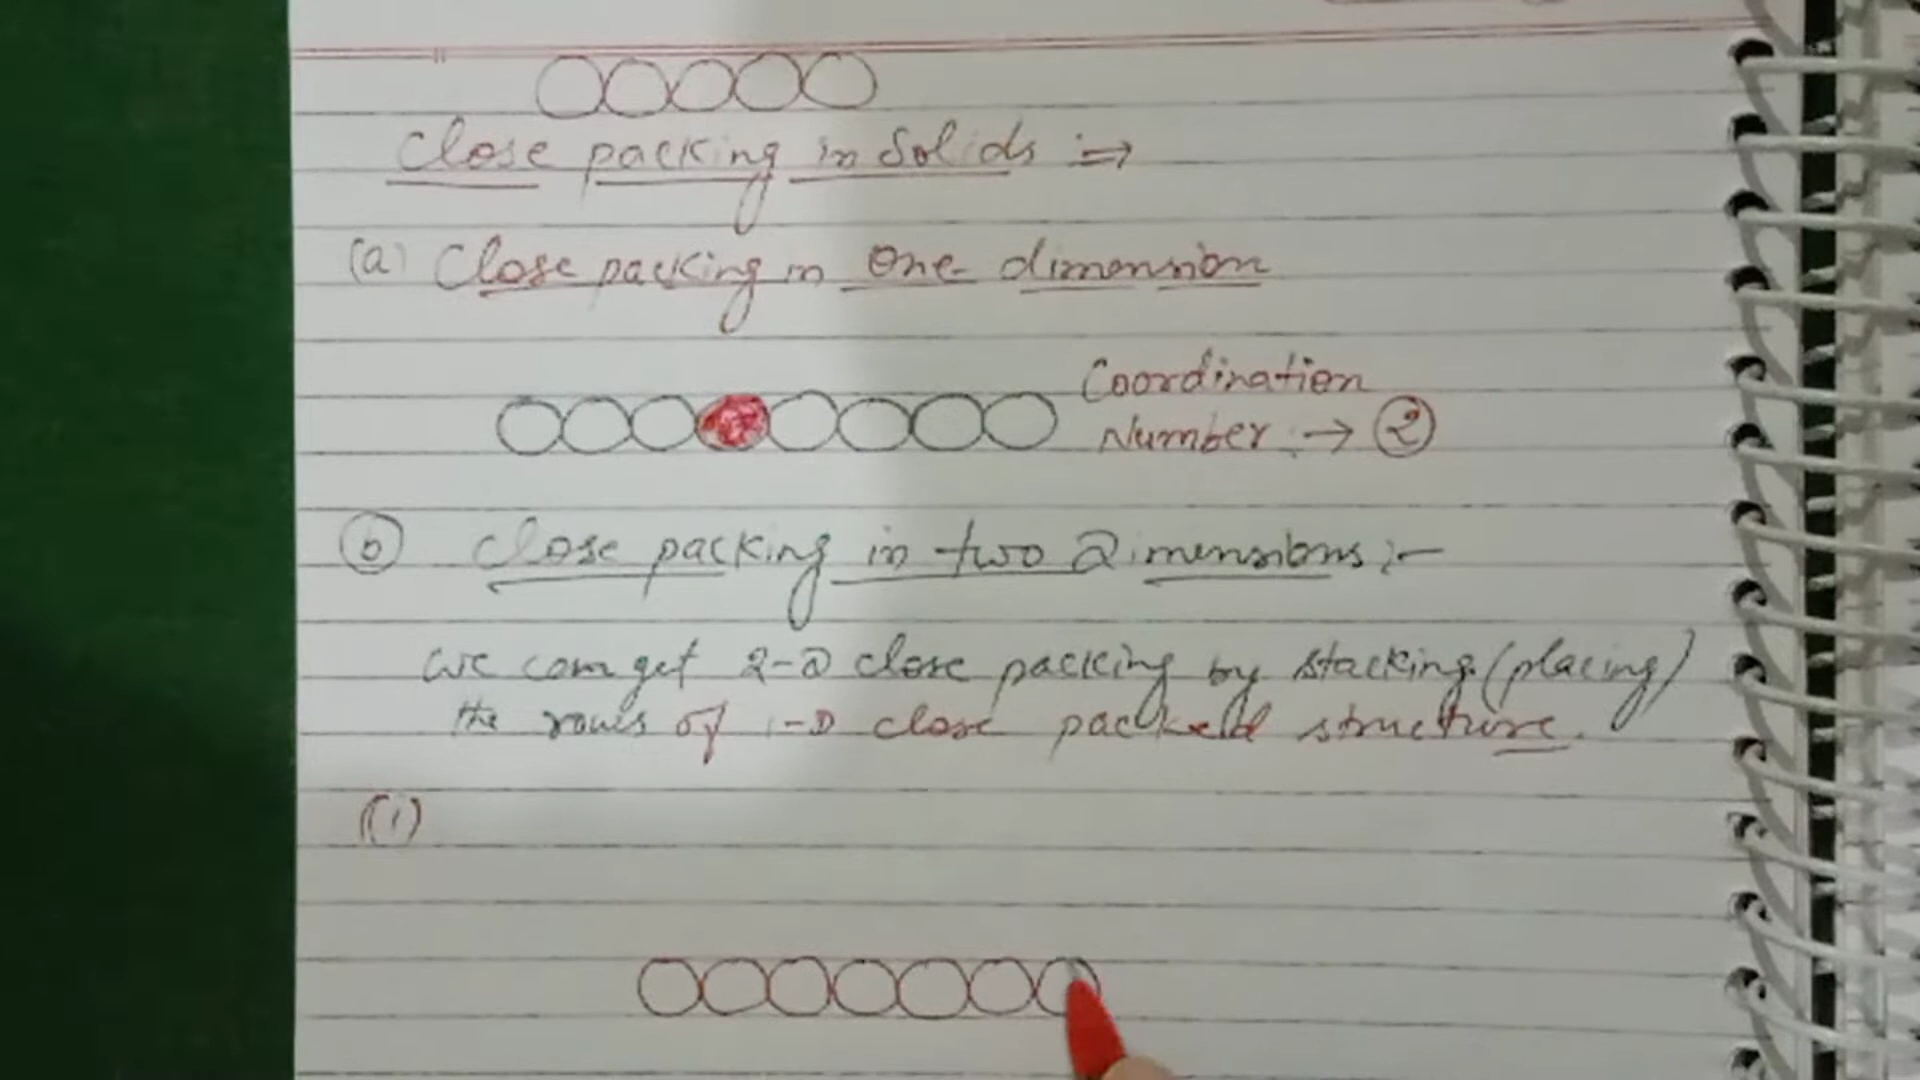 Close packing in Solids ⇒
(a) Close packing in One dimension
Coordination
Number → 2
(b) Close packing in two Dimensions :-
we can get 2-D close packing by stacking (placing)
the rows of 1-D close packed structure.
(i)